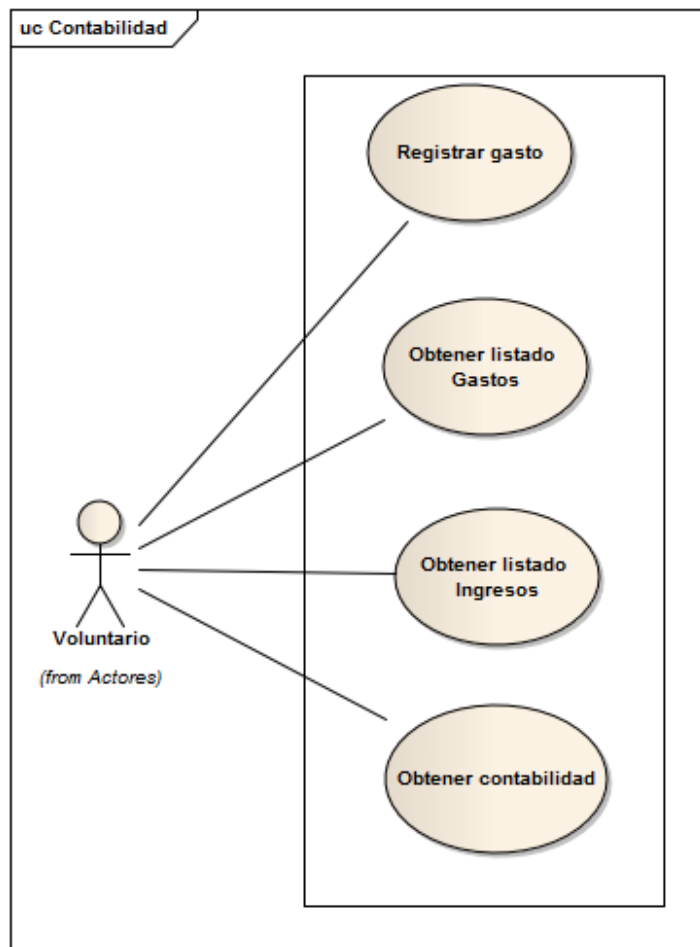 uc Contabilidad
Registrar gasto
Obtener listado
Gastos
Obtener listado
Ingresos
Voluntario
(from Actores)
Obtener contabilidad